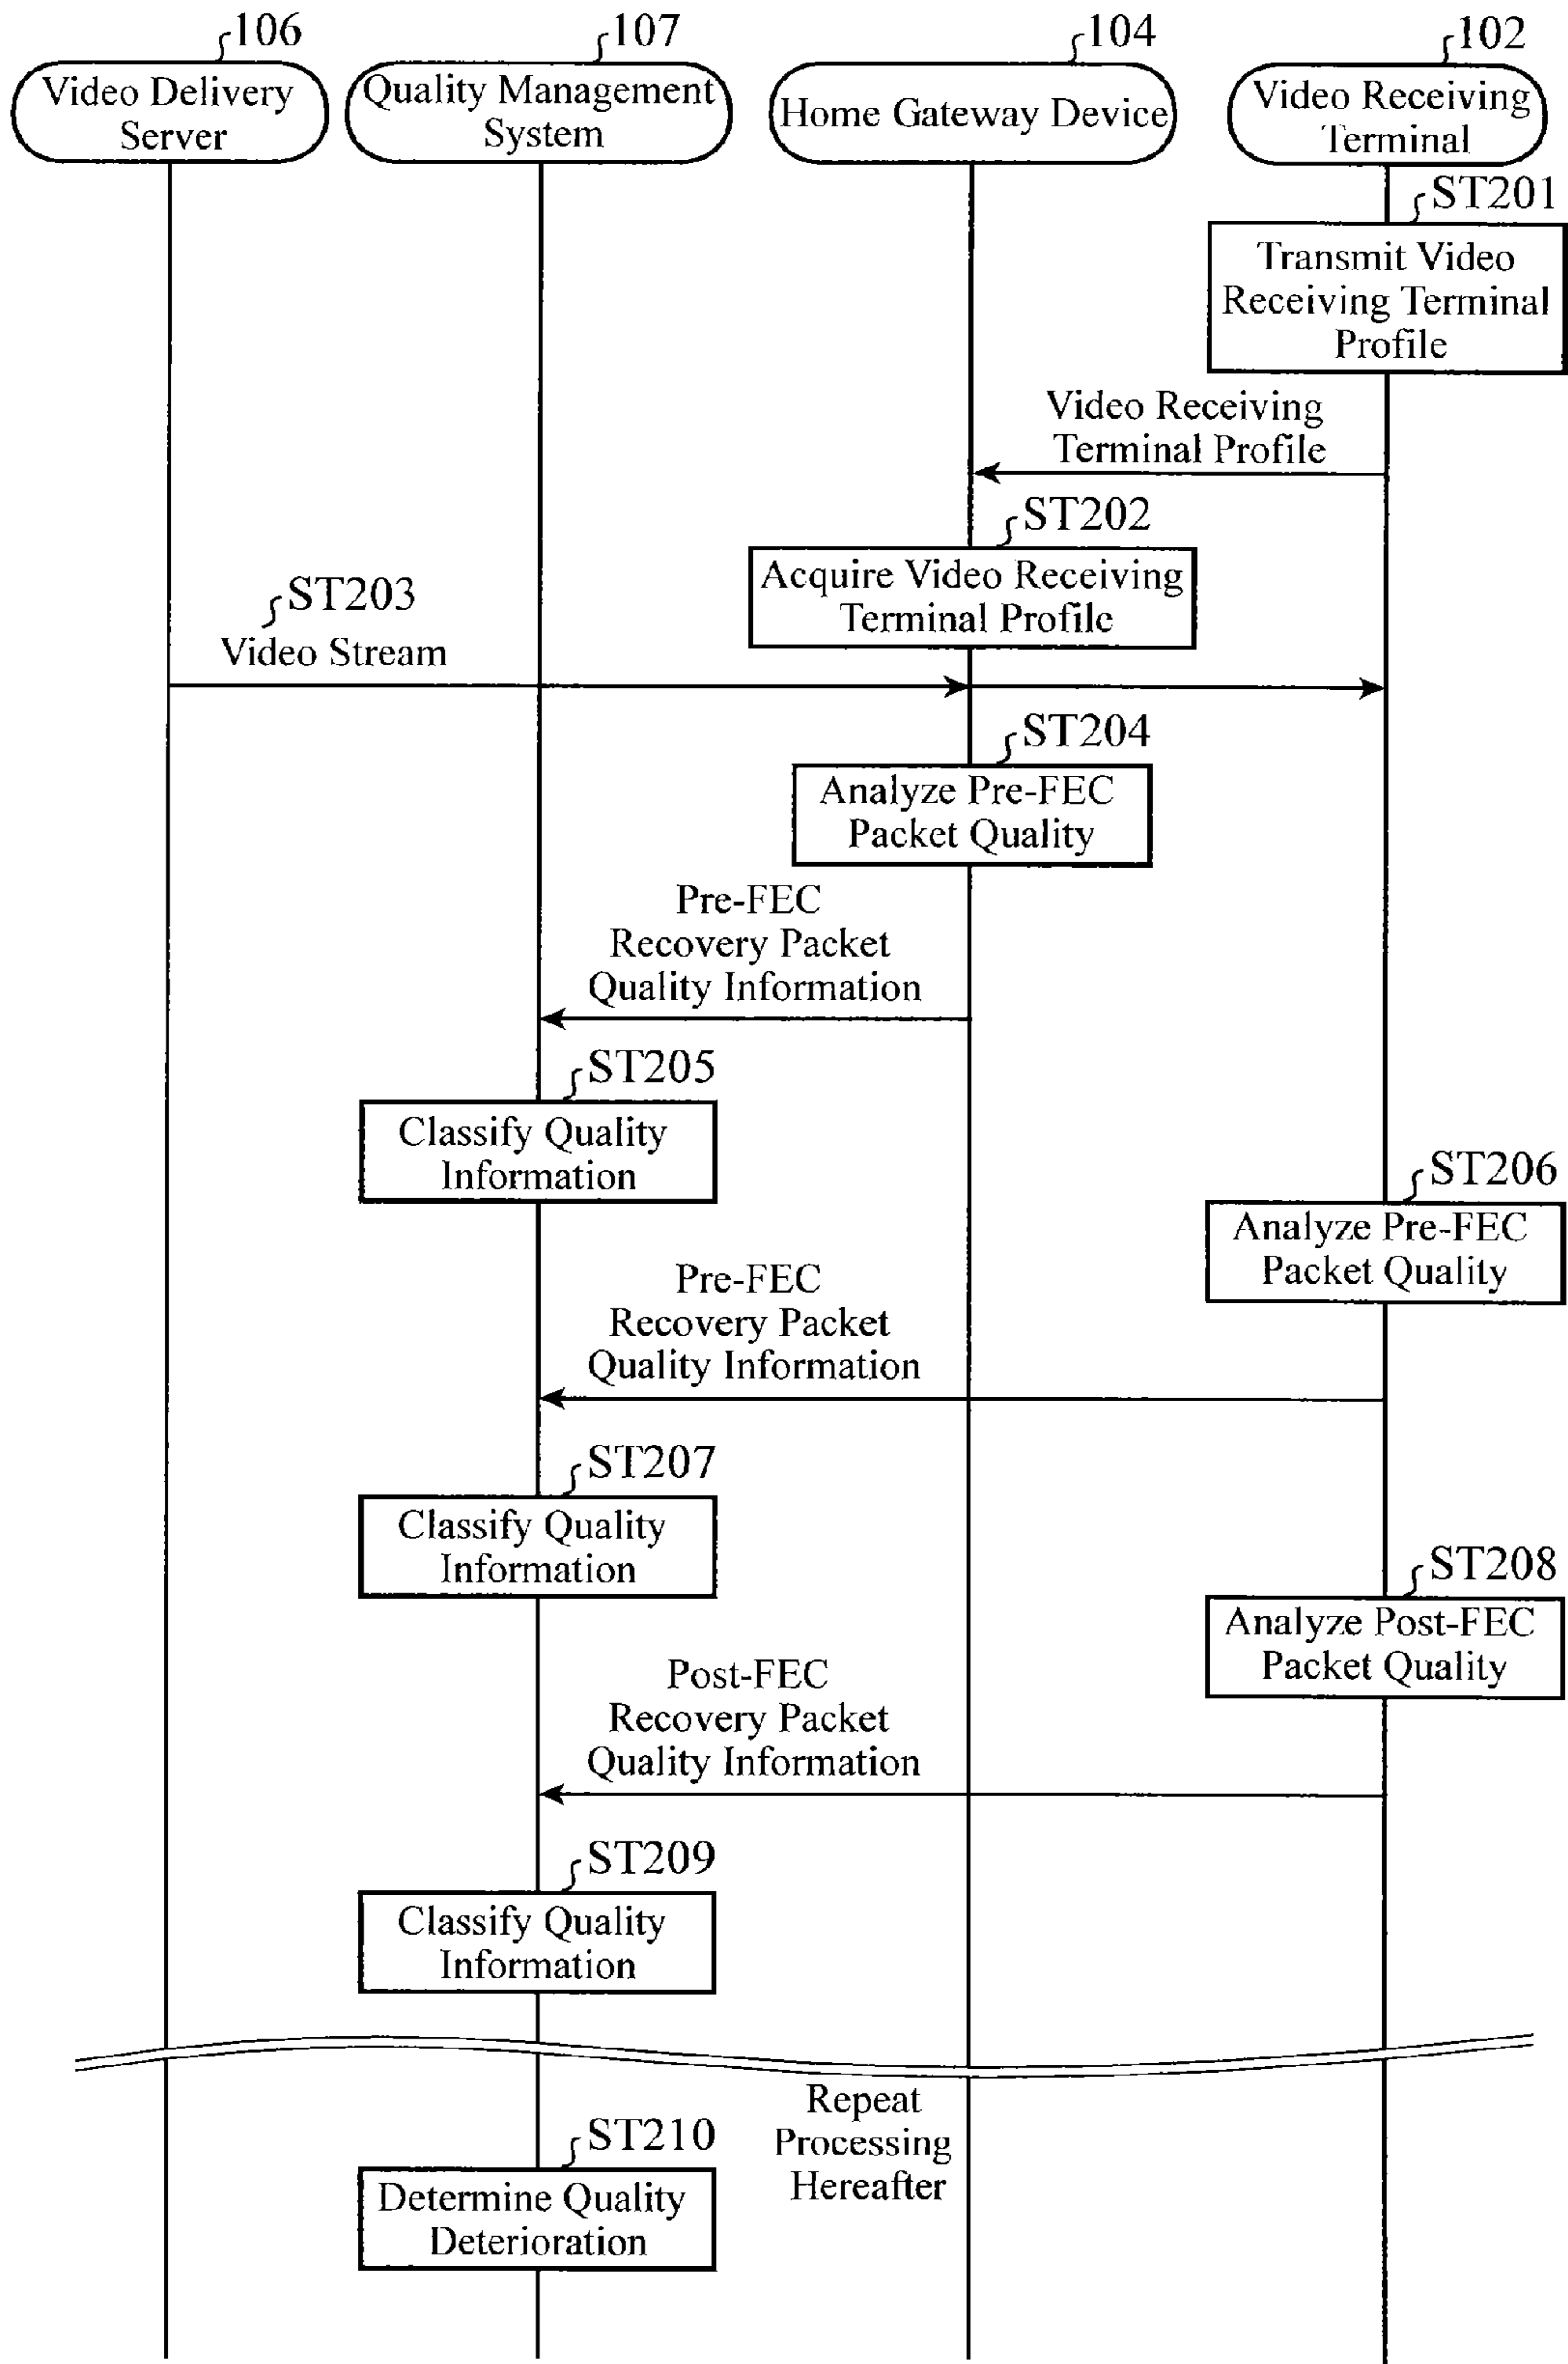 106
107
104
102
Video Delivery
Server
Quality Management
System
Home Gateway Device
Video Receiving
Terminal
ST201
Transmit Video
Receiving Terminal
Profile
Video Receiving
Terminal Profile
ST202
Acquire Video Receiving
Terminal Profile
ST203
Video Stream
ST204
Analyze Pre-FEC
Packet Quality
Pre-FEC
Recovery Packet
Quality Information
ST205
Classify Quality
Information
ST206
Analyze Pre-FEC
Packet Quality
Pre-FEC
Recovery Packet
Quality Information
ST207
Classify Quality
Information
ST208
Analyze Post-FEC
Packet Quality
Post-FEC
Recovery Packet
Quality Information
ST209
Classify Quality
Information
Repeat
Processing
Hereafter
ST210
Determine Quality
Deterioration